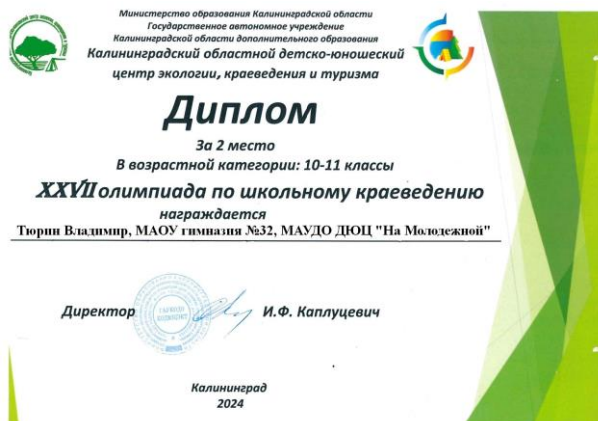 Министерство образования Калининградской области
Государственное автономное учреждение
Калининградской области дополнительного образования
Калининградский областной детско-юношеский
центр экологии, краеведения и туризма
Диплом
За 2 место
В возрастной категории: 10-11 классы
XXVII олимпиада по школьному краеведению
награждается
Тюрин Владимир, МАОУ гимназия №32, МАУДО ДЮЦ "На Молодежной"
Директор И.Ф. Каплуцевич
Калининград
2024